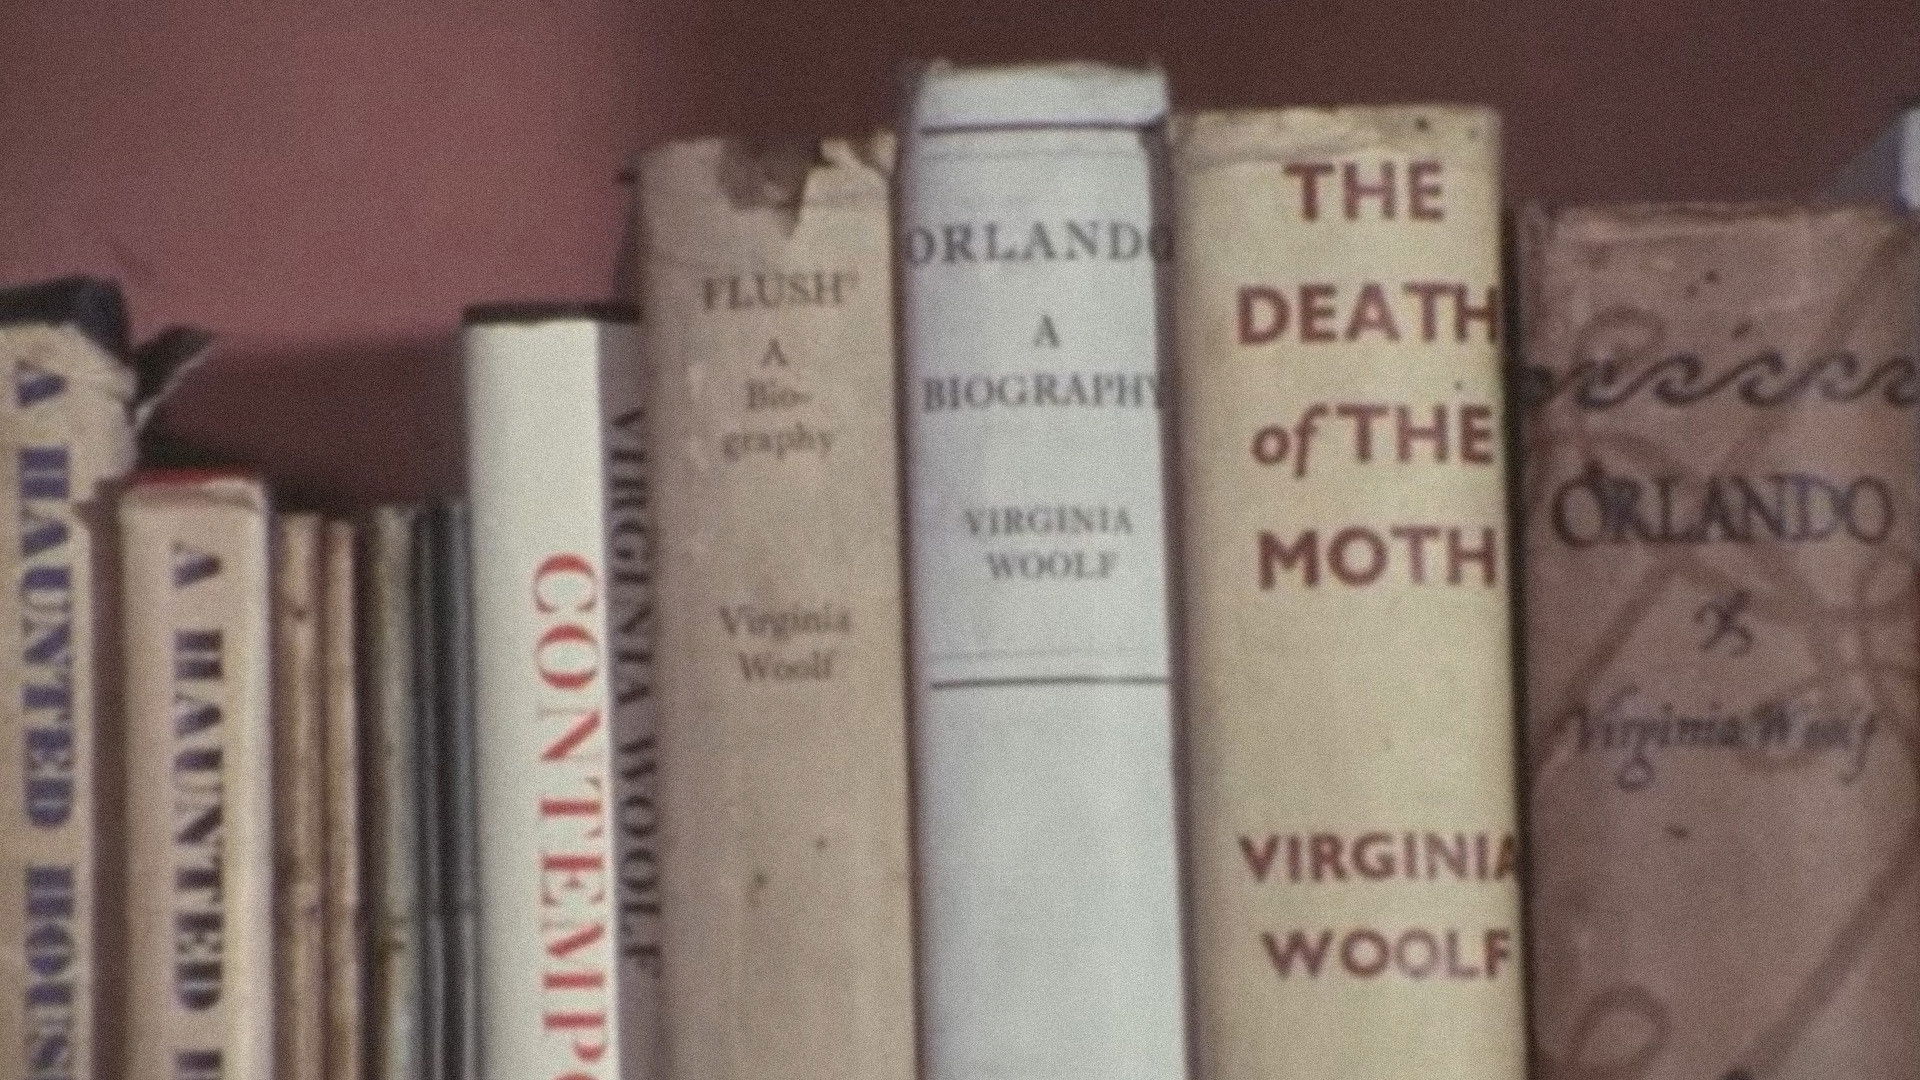 A HAUNTED HOUS
A HAUNTED H
CONTEMPO
VIRGINIA WOOLF
FLUSH
A
Bio-
graphy
Virginia
Woolf
ORLANDO
A
BIOGRAPHY
VIRGINIA
WOOLF
THE
DEATH
of THE
MOTH
VIRGINIA
WOOLF
ORLANDO
Virginia Woolf